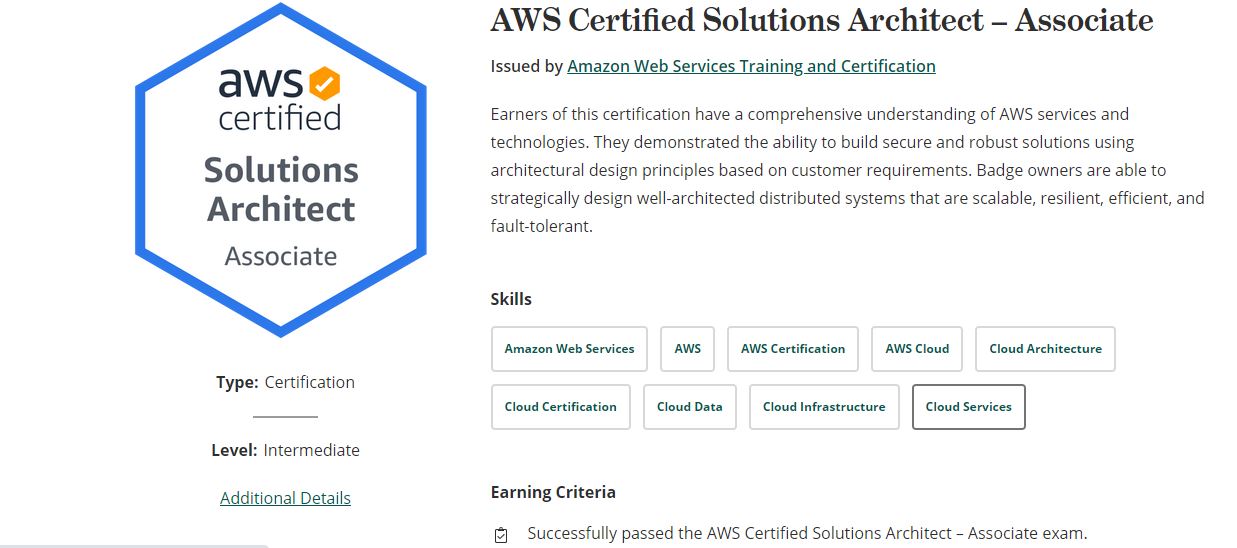 aws
certified
Solutions
Architect
Associate
Type: Certification
Level: Intermediate
Additional Details
AWS Certified Solutions Architect – Associate
Issued by Amazon Web Services Training and Certification
Earners of this certification have a comprehensive understanding of AWS services and
technologies. They demonstrated the ability to build secure and robust solutions using
architectural design principles based on customer requirements. Badge owners are able to
strategically design well-architected distributed systems that are scalable, resilient, efficient, and
fault-tolerant.
Skills
Amazon Web Services AWS AWS Certification AWS Cloud Cloud Architecture
Cloud Certification Cloud Data Cloud Infrastructure Cloud Services
Earning Criteria
Successfully passed the AWS Certified Solutions Architect – Associate exam.